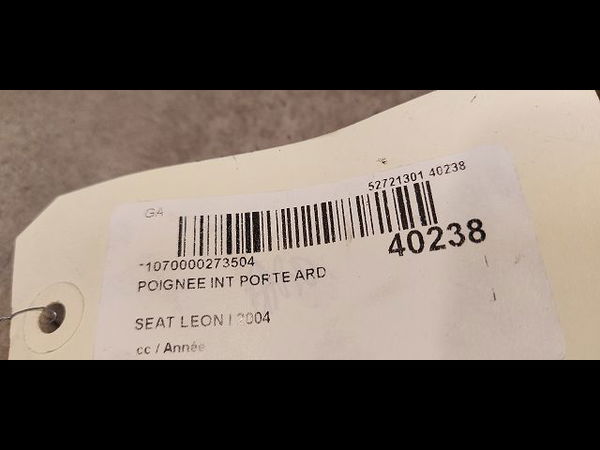 GA
52721301 40238
-1070000273504
40238
POIGNEE INT PORTE ARD
SEAT LEON I 2004
cc / Année